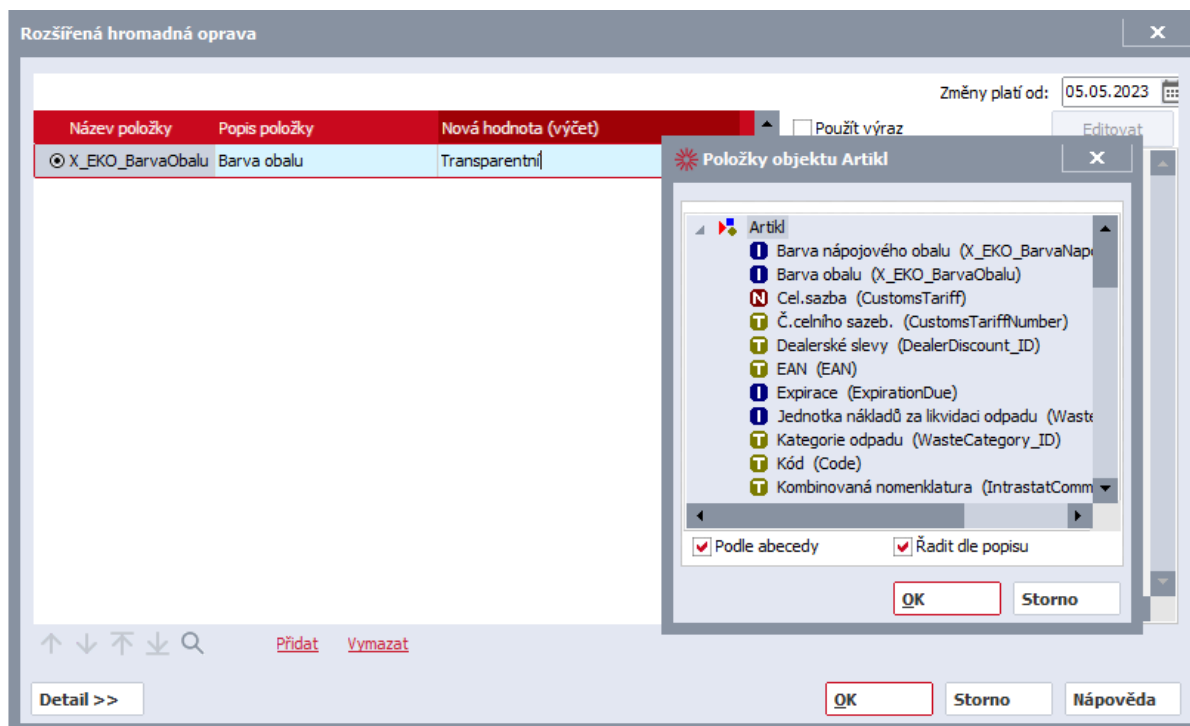 Rozšířená hromadná oprava
Změny platí od: 05.05.2023
Název položky Popis položky Nová hodnota (výčet) Použít výraz Editovat
X_EKO_BarvaObalu Barva obalu Transparentní
Položky objektu Artikl
Artikl
Barva nápojového obalu (X_EKO_BarvaNapo
Barva obalu (X_EKO_BarvaObalu)
Cel.sazba (CustomsTariff)
Č.celního sazeb. (CustomsTariffNumber)
Dealerské slevy (DealerDiscount_ID)
EAN (EAN)
Expirace (ExpirationDue)
Jednotka nákladů za likvidaci odpadu (Waste
Kategorie odpadu (WasteCategory_ID)
Kód (Code)
Kombinovaná nomenklatura (IntrastatComm
Podle abecedy Řadit dle popisu
OK Storno
Přidat Vymazat
Detail >> OK Storno Nápověda